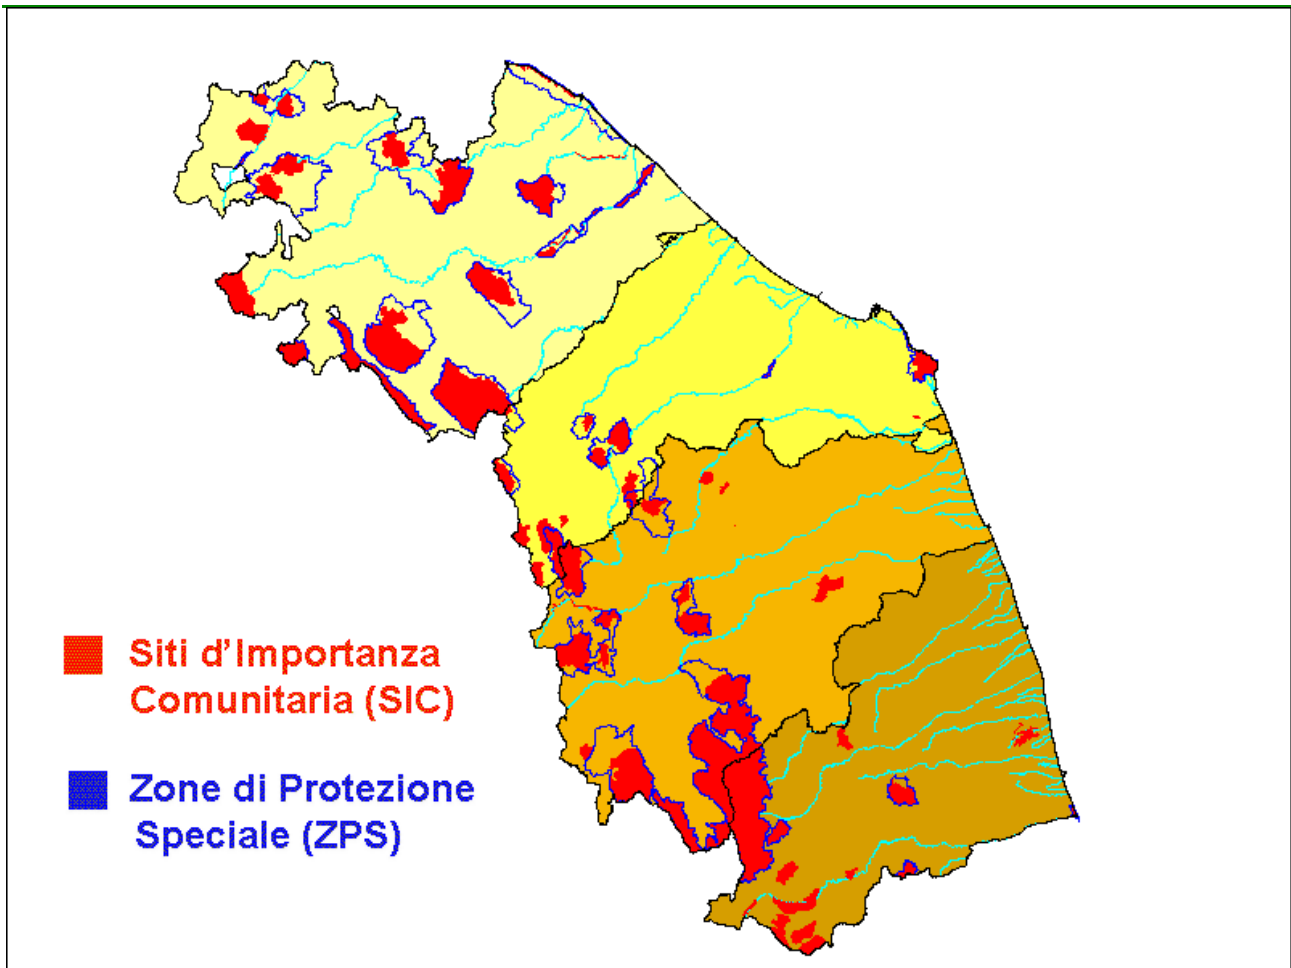 Siti d'Importanza
Comunitaria (SIC)
Zone di Protezione
Speciale (ZPS)